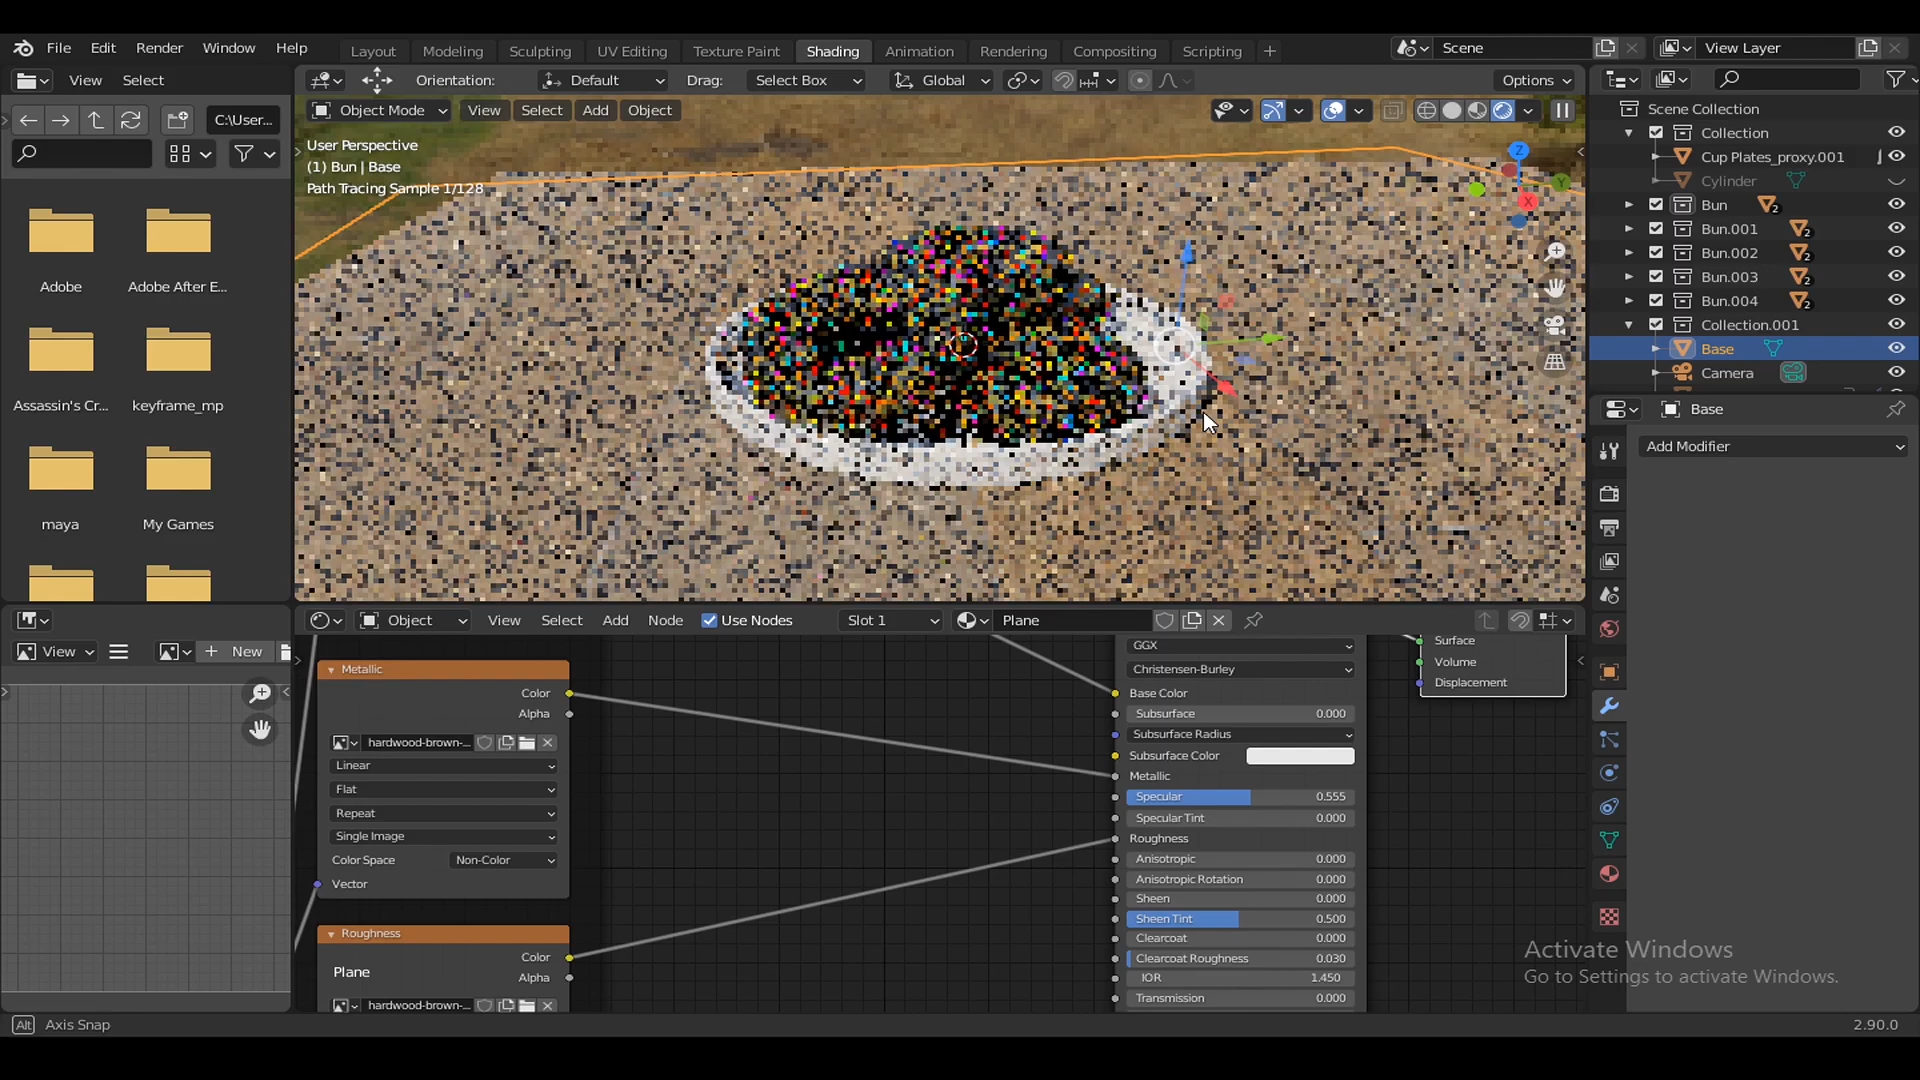 File Edit Render Window Help Layout Modeling Sculpting UV Editing Texture Paint Shading Animation Rendering Compositing Scripting + Scene View Layer
View Select Orientation: Default Drag: Select Box Global Options
C:\User...
Object Mode View Select Add Object
User Perspective
(1) Bun | Base
Path Tracing Sample 1/128
Z
Y
X
Adobe Adobe After E...
Assassin's Cr... keyframe_mp
maya My Games
Scene Collection
Collection
Cup Plates_proxy.001
Cylinder
Bun 2
Bun.001 2
Bun.002 2
Bun.003 2
Bun.004 2
Collection.001
Base
Camera
Base
Add Modifier
Object View Select Add Node Use Nodes Slot 1 Plane
View + New
Metallic
Color
Alpha
hardwood-brown-...
Linear
Flat
Repeat
Single Image
Color Space Non-Color
Vector
Roughness
Color
Alpha
Plane
hardwood-brown-...
GGX
Christensen-Burley
Base Color
Subsurface 0.000
Subsurface Radius
Subsurface Color
Metallic
Specular 0.555
Specular Tint 0.000
Roughness
Anisotropic 0.000
Anisotropic Rotation 0.000
Sheen 0.000
Sheen Tint 0.500
Clearcoat 0.000
Clearcoat Roughness 0.030
IOR 1.450
Transmission 0.000
Surface
Volume
Displacement
Activate Windows
Go to Settings to activate Windows.
Alt Axis Snap
2.90.0